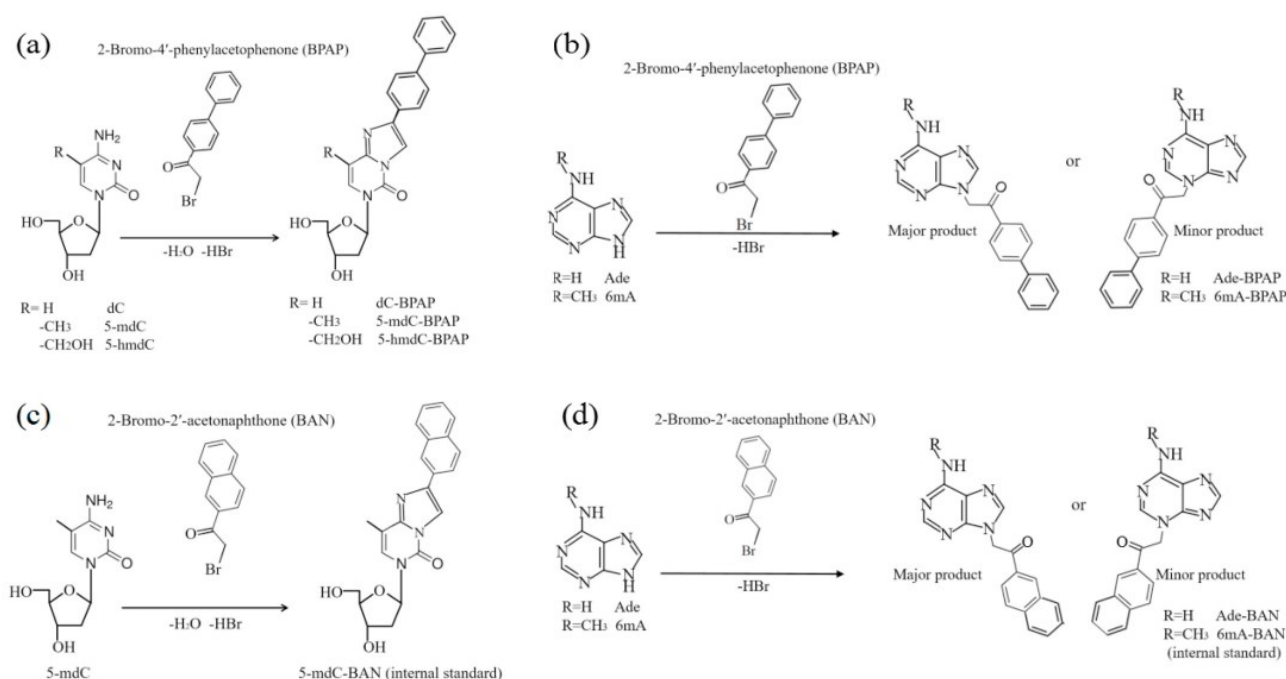 (a)
2-Bromo-4′-phenylacetophenone (BPAP)
R
NH2
N
N
O
O
Br
HO
O
OH
-H2O -HBr
R
N
N
N
O
HO
O
OH
R= H dC
-CH3 5-mdC
-CH2OH 5-hmdC
R= H dC-BPAP
-CH3 5-mdC-BPAP
-CH2OH 5-hmdC-BPAP
(b)
2-Bromo-4′-phenylacetophenone (BPAP)
R
NH
N
N
N
N
H
O
Br
-HBr
R=H Ade
R=CH3 6mA
R
NH
N
N
N
N
O
Major product
or
R
NH
N
N
N
N
O
Minor product
R=H Ade-BPAP
R=CH3 6mA-BPAP
(c)
2-Bromo-2′-acetonaphthone (BAN)
NH2
N
N
O
O
Br
HO
O
OH
5-mdC
-H2O -HBr
N
N
N
O
HO
O
OH
5-mdC-BAN (internal standard)
(d)
2-Bromo-2′-acetonaphthone (BAN)
R
NH
N
N
N
N
H
O
Br
-HBr
R=H Ade
R=CH3 6mA
R
NH
N
N
N
N
O
Major product
or
R
NH
N
N
N
N
O
Minor product
R=H Ade-BAN
R=CH3 6mA-BAN
(internal standard)